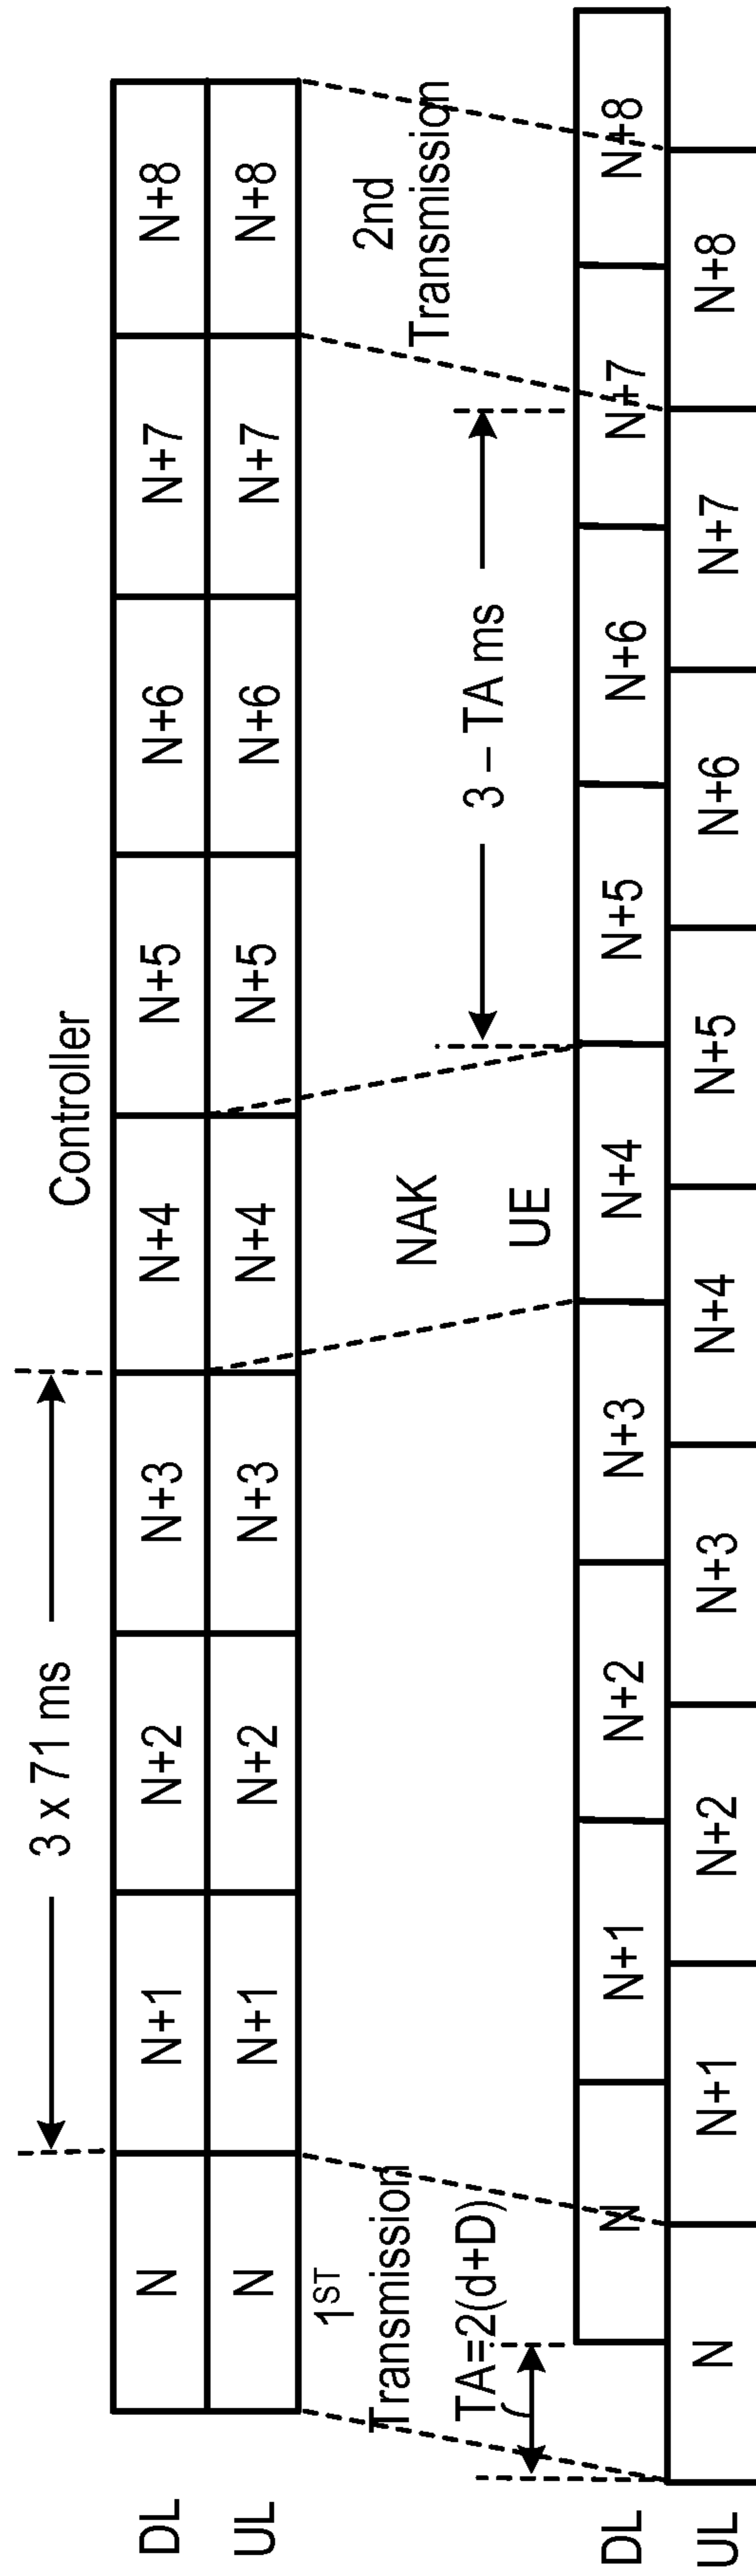 Controller
3 x 71 ms
DL N N+1 N+2 N+3 N+4 N+5 N+6 N+7 N+8
UL N N+1 N+2 N+3 N+4 N+5 N+6 N+7 N+8
1ST
Transmission
NAK
2nd
Transmission
TA=2(d+D)
3 – TA ms
UE
DL N N+1 N+2 N+3 N+4 N+5 N+6 N+7 N+8
UL N N+1 N+2 N+3 N+4 N+5 N+6 N+7 N+8